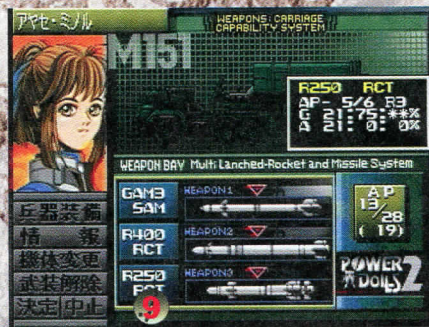 アヤセ・ミノル
WEAPONS: CARRIAGE
CAPABILITY SYSTEM
M151
R250 RCT
AP- 5/6 R3
G 21:75:**%
A 21: 0: 0%
WEAPON BAY Multi Lanched-Rocket and Missile System
兵器装備
情報
機体変更
武装解除
決定 中止
GAM3
SAM
WEAPON1
R400
RCT
WEAPON2
R250
RCT
WEAPON3
AP
13/28
( 19)
POWER
DOLLS 2
9